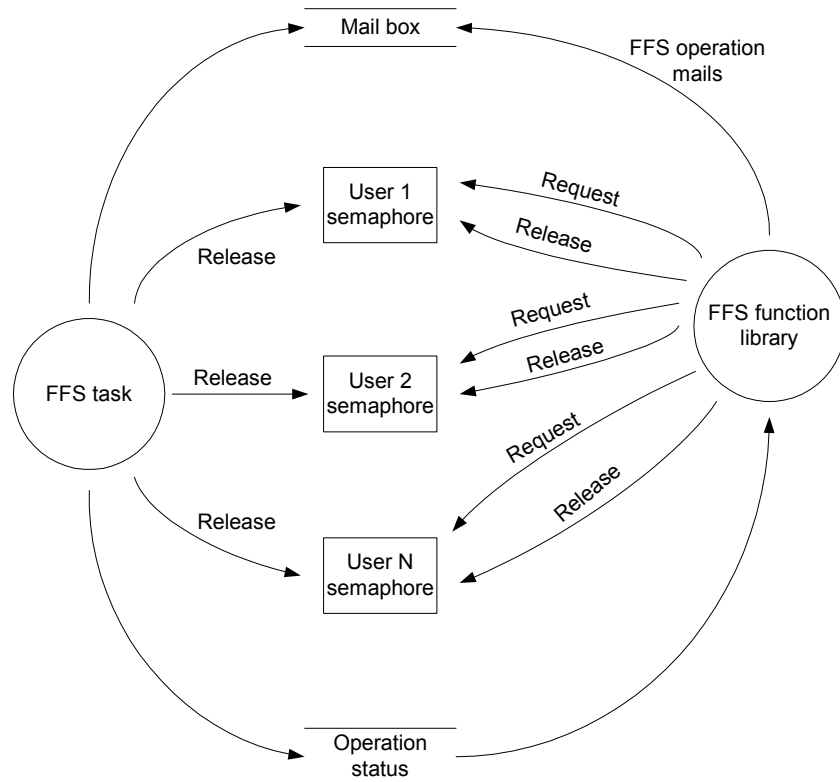 Mail box
FFS operation
mails
User 1
semaphore
Request
Release
Release
FFS function
library
Request
Release
User 2
semaphore
Release
FFS task
Request
Release
Release
User N
semaphore
Operation
status